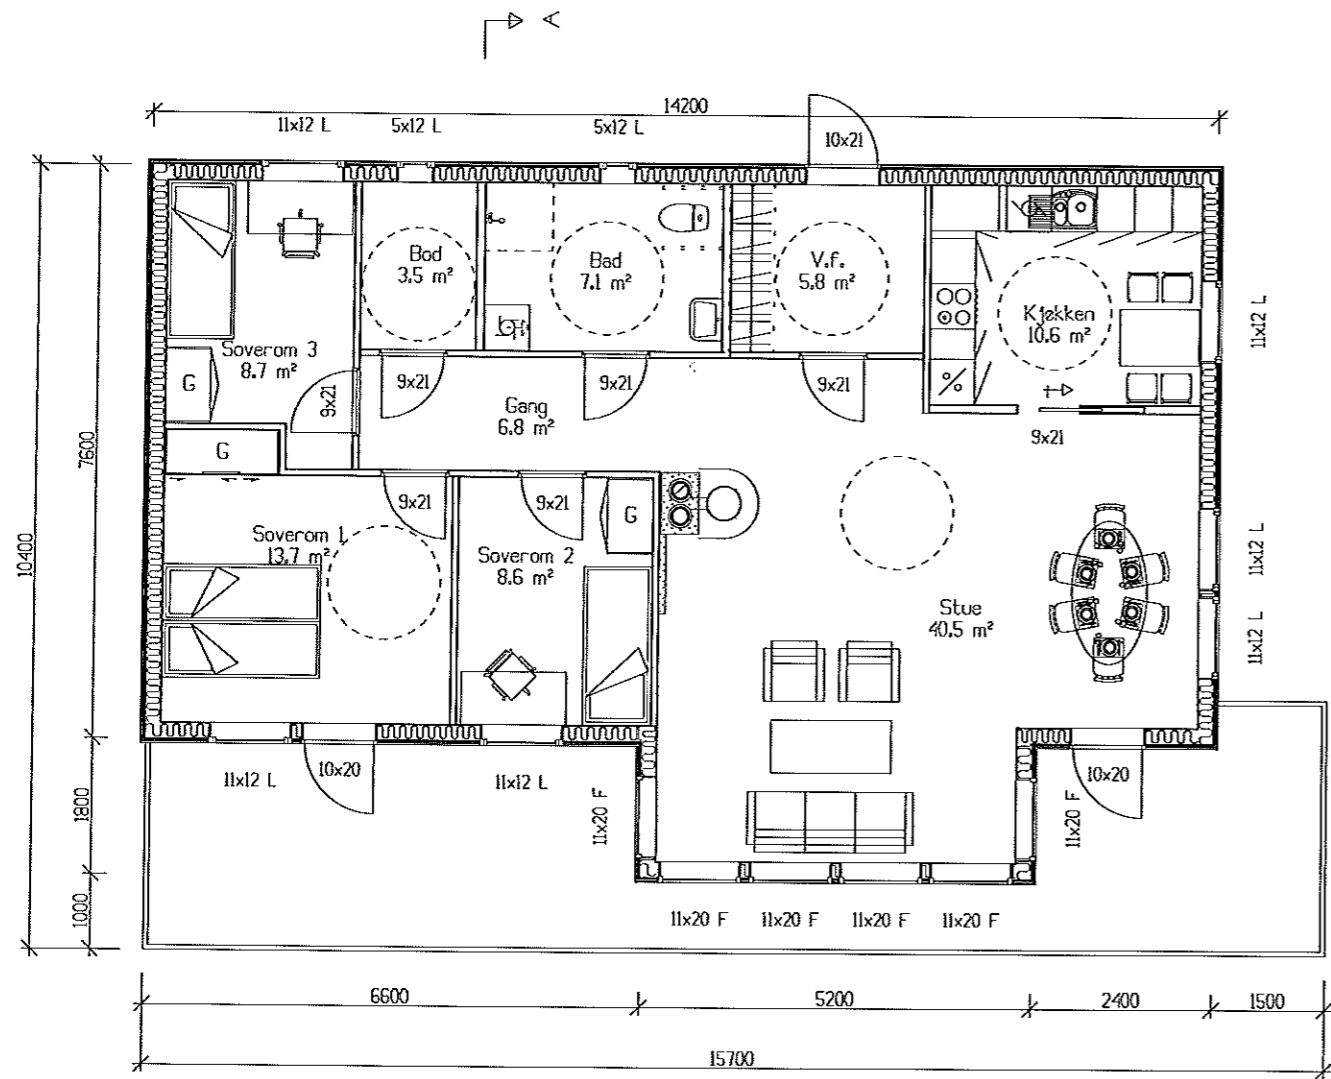 A
14200
11x12 L
5x12 L
5x12 L
10x21
Bod
3.5 m²
Bad
7.1 m²
V.f.
5.8 m²
Kjøkken
10.6 m²
11x12 L
Soverom 3
8.7 m²
G
9x21
9x21
9x21
9x21
Gang
6.8 m²
9x21
G
7600
10400
9x21
9x21
G
Soverom 1
13.7 m²
Soverom 2
8.6 m²
11x12 L
Stue
40.5 m²
11x12 L
11x12 L
10x20
11x12 L
11x20 F
11x20 F
10x20
1800
1000
11x20 F
11x20 F
11x20 F
11x20 F
6600
5200
2400
1500
15700